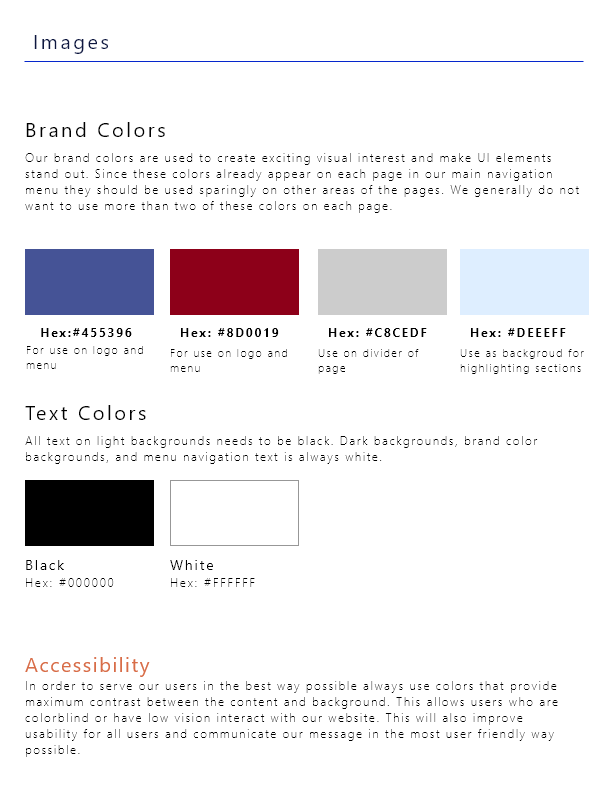 Images
Brand Colors
Our brand colors are used to create exciting visual interest and make UI elements
stand out. Since these colors already appear on each page in our main navigation
menu they should be used sparingly on other areas of the pages. We generally do not
want to use more than two of these colors on each page.
Hex:#455396
For use on logo and
menu
Hex: #8D0019
For use on logo and
menu
Hex: #C8CEDF
Use on divider of
page
Hex: #DEEEFF
Use as backgroud for
highlighting sections
Text Colors
All text on light backgrounds needs to be black. Dark backgrounds, brand color
backgrounds, and menu navigation text is always white.
Black
Hex: #000000
White
Hex: #FFFFFF
Accessibility
In order to serve our users in the best way possible always use colors that provide
maximum contrast between the content and background. This allows users who are
colorblind or have low vision interact with our website. This will also improve
usability for all users and communicate our message in the most user friendly way
possible.